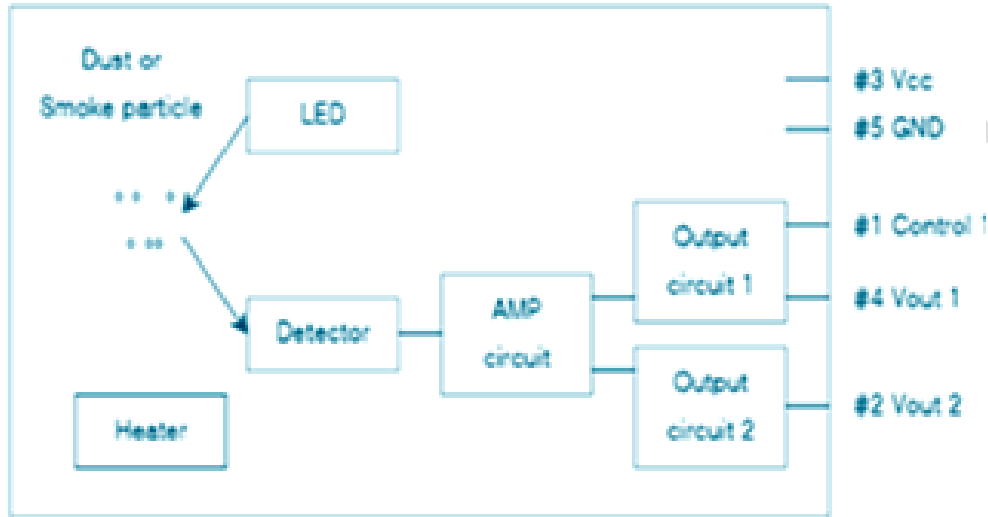 Dust or
Smoke particle
LED
#3 Vcc
#5 GND
Output
circuit 1
#1 Control 1
#4 Vout 1
AMP
circuit
Detector
Output
circuit 2
#2 Vout 2
Heater